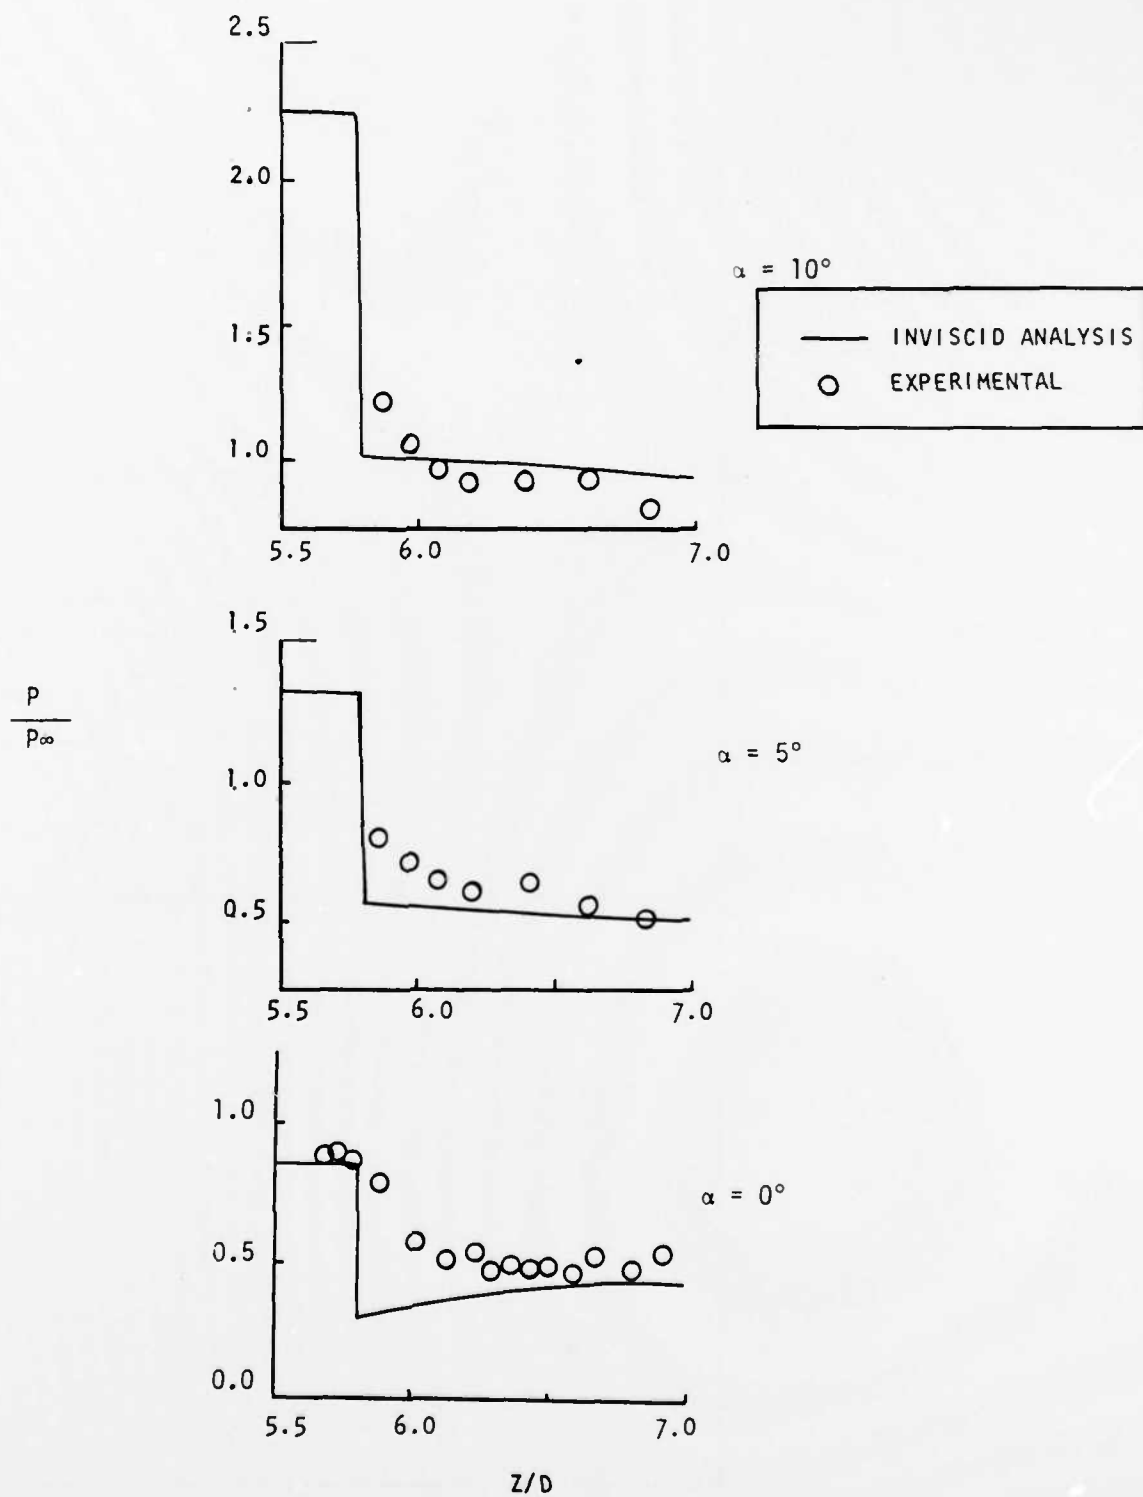 2.5
2.0
1.5
1.0
5.5 6.0 7.0
α = 10°
INVISCID ANALYSIS
EXPERIMENTAL
1.5
1.0
0.5
5.5 6.0 7.0
α = 5°
P
P∞
1.0
0.5
0.0
5.5 6.0 7.0
α = 0°
Z/D